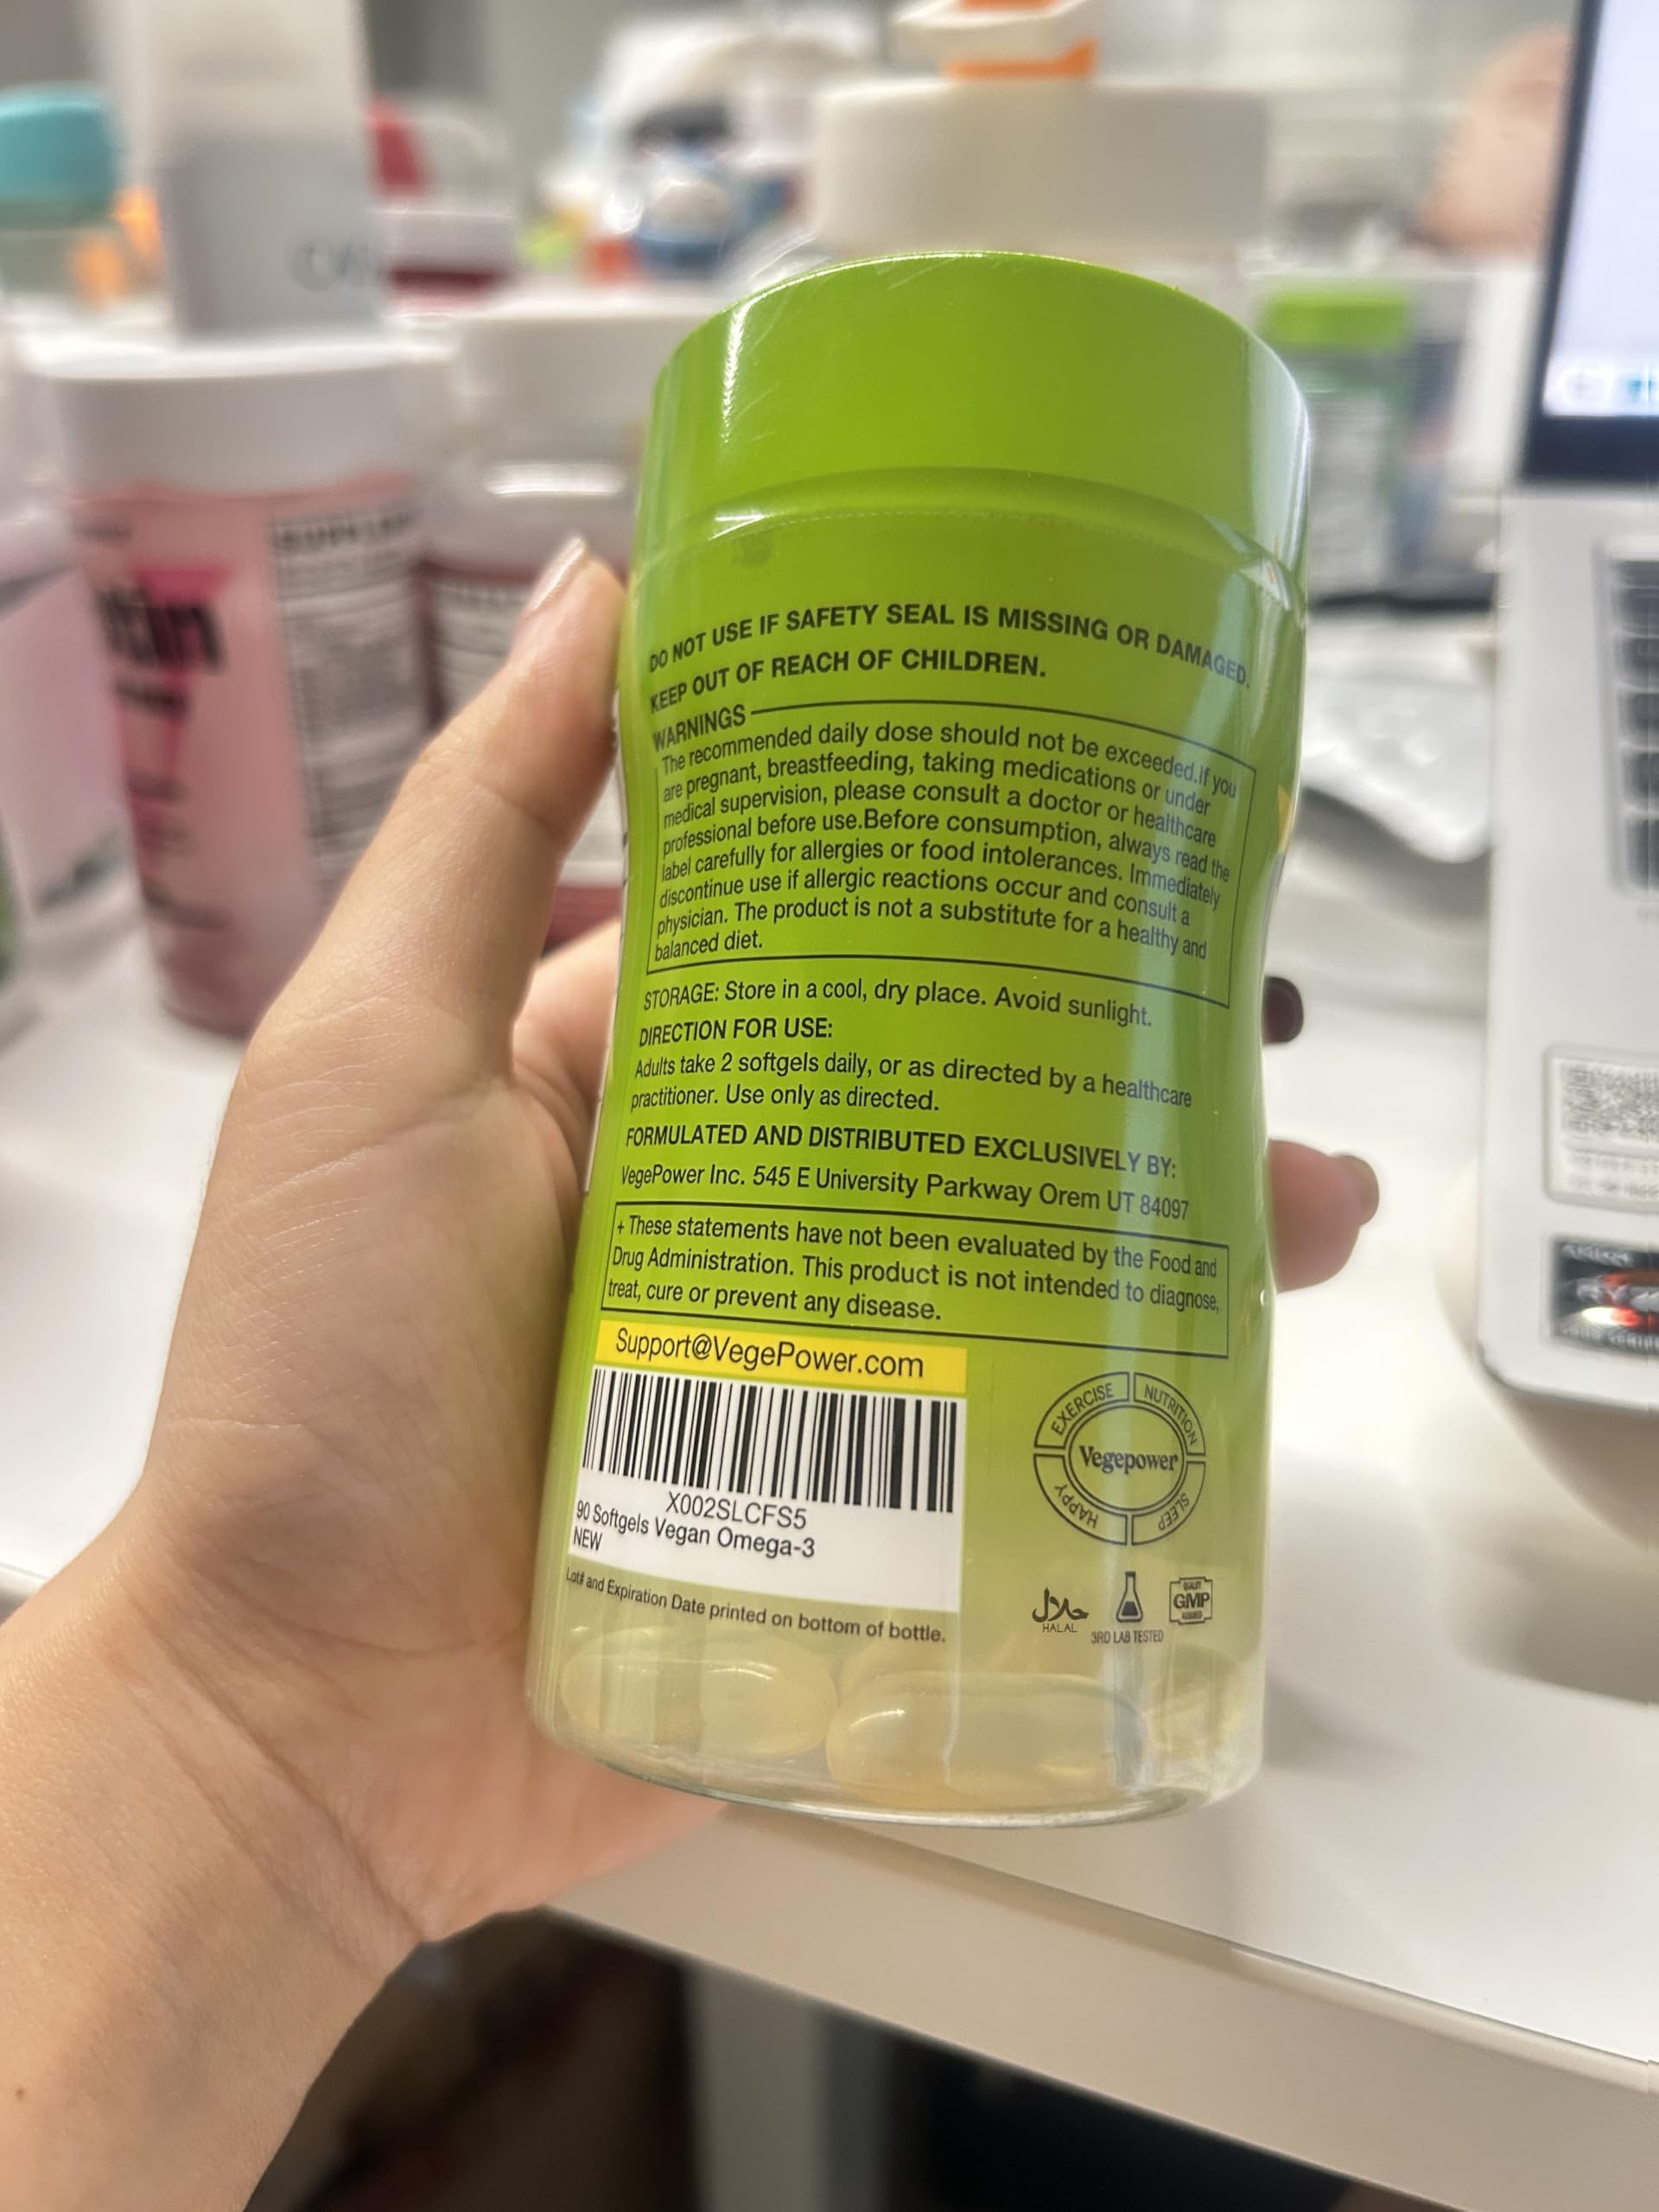 DO NOT USE IF SAFETY SEAL IS MISSING OR DAMAGED.
KEEP OUT OF REACH OF CHILDREN.
WARNINGS
The recommended daily dose should not be exceeded.If you
are pregnant, breastfeeding, taking medications or under
medical supervision, please consult a doctor or healthcare
professional before use.Before consumption, always read the
label carefully for allergies or food intolerances. Immediately
discontinue use if allergic reactions occur and consult a
physician. The product is not a substitute for a healthy and
balanced diet.
STORAGE: Store in a cool, dry place. Avoid sunlight.
DIRECTION FOR USE:
Adults take 2 softgels daily, or as directed by a healthcare
practitioner. Use only as directed.
FORMULATED AND DISTRIBUTED EXCLUSIVELY BY:
VegePower Inc. 545 E University Parkway Orem UT 84097
+ These statements have not been evaluated by the Food and
Drug Administration. This product is not intended to diagnose,
treat, cure or prevent any disease.
Support@VegePower.com
X002SLCFS5
90 Softgels Vegan Omega-3
NEW
Lot# and Expiration Date printed on bottom of bottle.
EXERCISE NUTRITION
Vegepower
HAPPY SLEEP
حلال
HALAL
3RD LAB TESTED
QUALITY
GMP
ASSURED